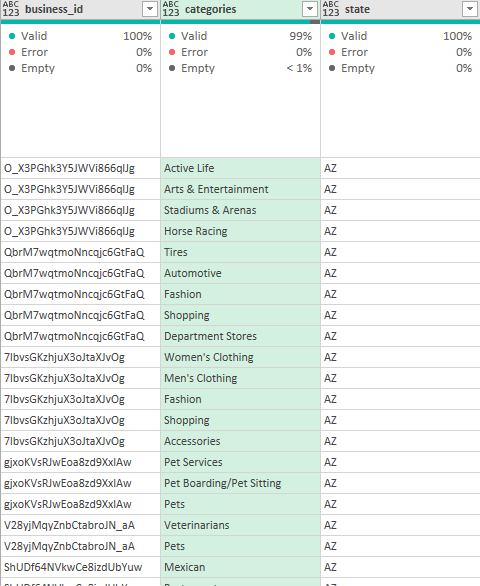 ABC 123 business_id ABC 123 categories ABC 123 state
Valid 100% Valid 99% Valid 100%
Error 0% Error 0% Error 0%
Empty 0% Empty < 1% Empty 0%
O_X3PGhk3Y5JWVi866qlJg Active Life AZ
O_X3PGhk3Y5JWVi866qlJg Arts & Entertainment AZ
O_X3PGhk3Y5JWVi866qlJg Stadiums & Arenas AZ
O_X3PGhk3Y5JWVi866qlJg Horse Racing AZ
QbrM7wqtmoNncqjc6GtFaQ Tires AZ
QbrM7wqtmoNncqjc6GtFaQ Automotive AZ
QbrM7wqtmoNncqjc6GtFaQ Fashion AZ
QbrM7wqtmoNncqjc6GtFaQ Shopping AZ
QbrM7wqtmoNncqjc6GtFaQ Department Stores AZ
7lbvsGKzhjuX3oJtaXJvOg Women's Clothing AZ
7lbvsGKzhjuX3oJtaXJvOg Men's Clothing AZ
7lbvsGKzhjuX3oJtaXJvOg Fashion AZ
7lbvsGKzhjuX3oJtaXJvOg Shopping AZ
7lbvsGKzhjuX3oJtaXJvOg Accessories AZ
gjxoKVsRJwEoa8zd9XxlAw Pet Services AZ
gjxoKVsRJwEoa8zd9XxlAw Pet Boarding/Pet Sitting AZ
gjxoKVsRJwEoa8zd9XxlAw Pets AZ
V28yjMqyZnbCtabroJN_aA Veterinarians AZ
V28yjMqyZnbCtabroJN_aA Pets AZ
ShUDf64NVkwCe8izdUbYuw Mexican AZ